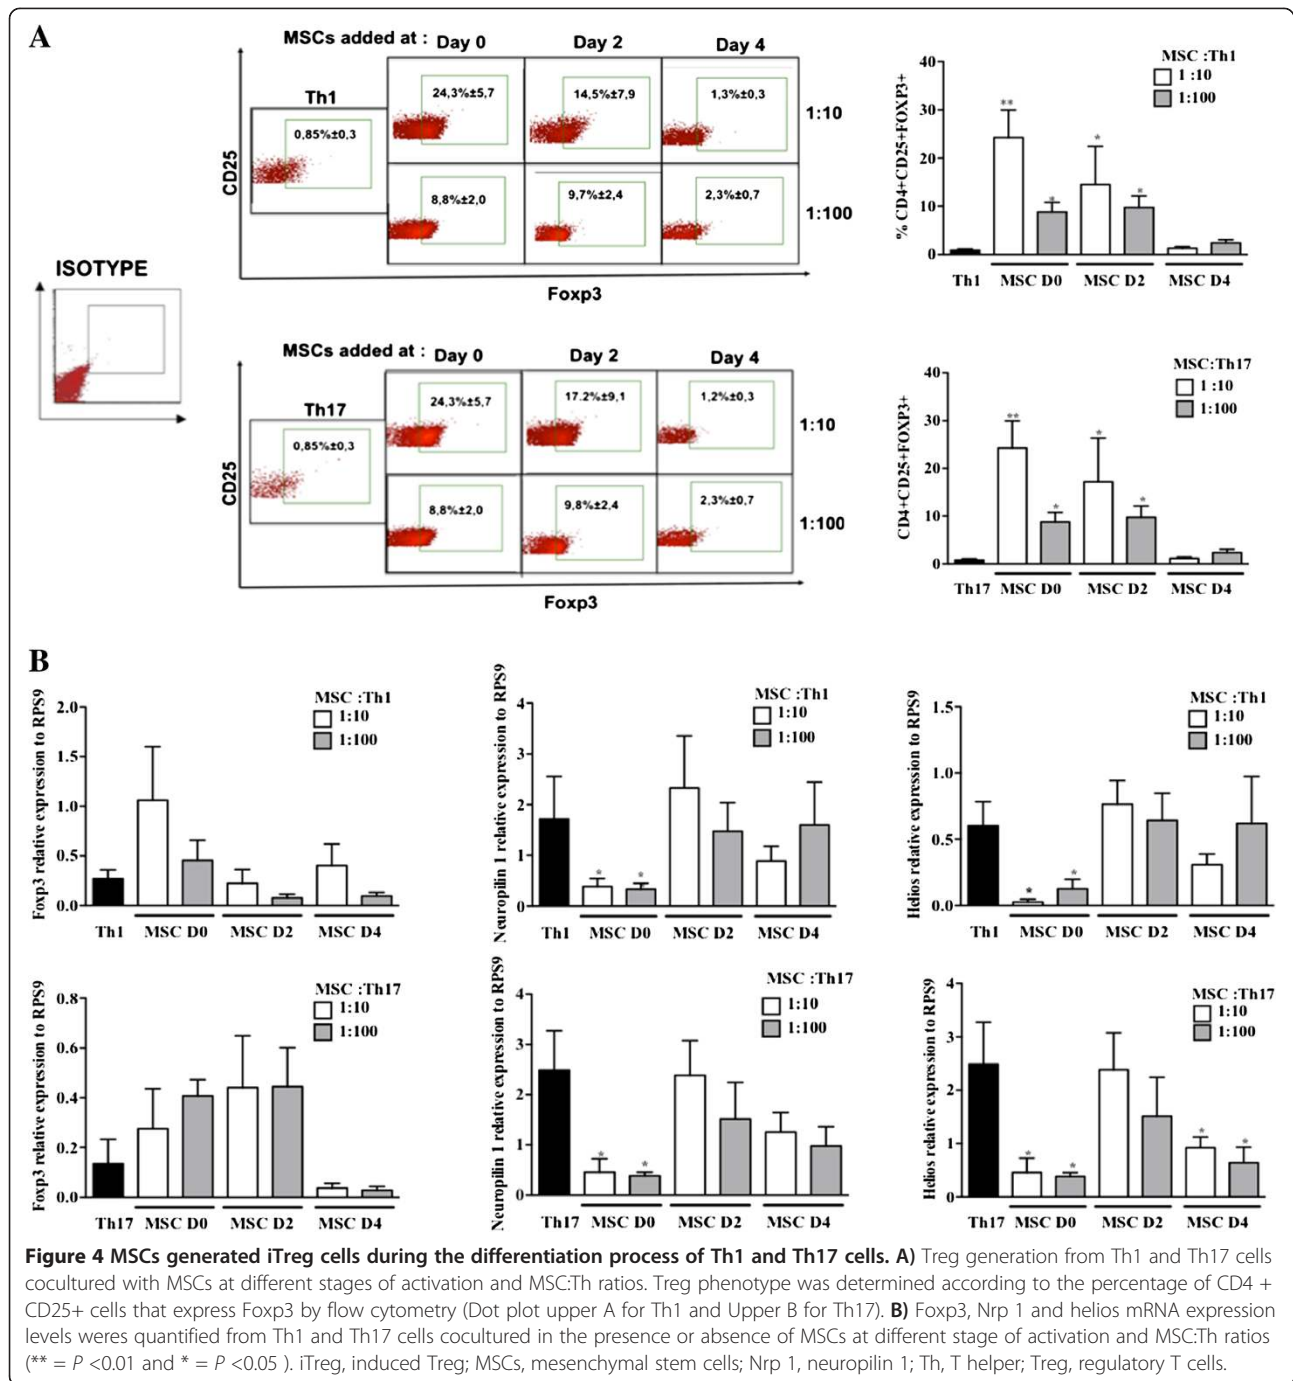 A
MSCs added at : Day 0 Day 2 Day 4
Th1
0,85%±0,3
24,3%±5,7
14,5%±7,9
1,3%±0,3
1:10
8,8%±2,0
9,7%±2,4
2,3%±0,7
1:100
CD25
Foxp3
MSC :Th1
1 :10
1:100
% CD4+CD25+FOXP3+
40
30
20
10
0
**
*
*
*
Th1 MSC D0 MSC D2 MSC D4
ISOTYPE
MSCs added at : Day 0 Day 2 Day 4
Th17
0,85%±0,3
24,3%±5,7
17.2%±9,1
1,2%±0,3
1:10
8,8%±2,0
9,8%±2,4
2,3%±0,7
1:100
CD25
Foxp3
MSC:Th17
1 :10
1:100
CD4+CD25+FOXP3+
40
30
20
10
0
**
*
*
*
Th17 MSC D0 MSC D2 MSC D4
B
Foxp3 relative expression to RPS9
2.0
1.5
1.0
0.5
0.0
MSC :Th1
1:10
1:100
Th1 MSC D0 MSC D2 MSC D4
Neuropilin 1 relative expression to RPS9
4
3
2
1
0
MSC :Th1
1:10
1:100
* *
Th1 MSC D0 MSC D2 MSC D4
Helios relative expression to RPS9
1.5
1.0
0.5
0.0
MSC :Th1
1:10
1:100
* *
Th1 MSC D0 MSC D2 MSC D4
Foxp3 relative expression to RPS9
0.8
0.6
0.4
0.2
0.0
MSC :Th17
1:10
1:100
Th17 MSC D0 MSC D2 MSC D4
Neuropilin 1 relative expression to RPS9
4
3
2
1
0
MSC :Th17
1:10
1:100
* *
Th17 MSC D0 MSC D2 MSC D4
Helios relative expression to RPS9
4
3
2
1
0
MSC :Th17
1:10
1:100
* * * *
Th17 MSC D0 MSC D2 MSC D4
Figure 4 MSCs generated iTreg cells during the differentiation process of Th1 and Th17 cells. A) Treg generation from Th1 and Th17 cells
cocultured with MSCs at different stages of activation and MSC:Th ratios. Treg phenotype was determined according to the percentage of CD4 +
CD25+ cells that express Foxp3 by flow cytometry (Dot plot upper A for Th1 and Upper B for Th17). B) Foxp3, Nrp 1 and helios mRNA expression
levels weres quantified from Th1 and Th17 cells cocultured in the presence or absence of MSCs at different stage of activation and MSC:Th ratios
(** = P <0.01 and * = P <0.05 ). iTreg, induced Treg; MSCs, mesenchymal stem cells; Nrp 1, neuropilin 1; Th, T helper; Treg, regulatory T cells.